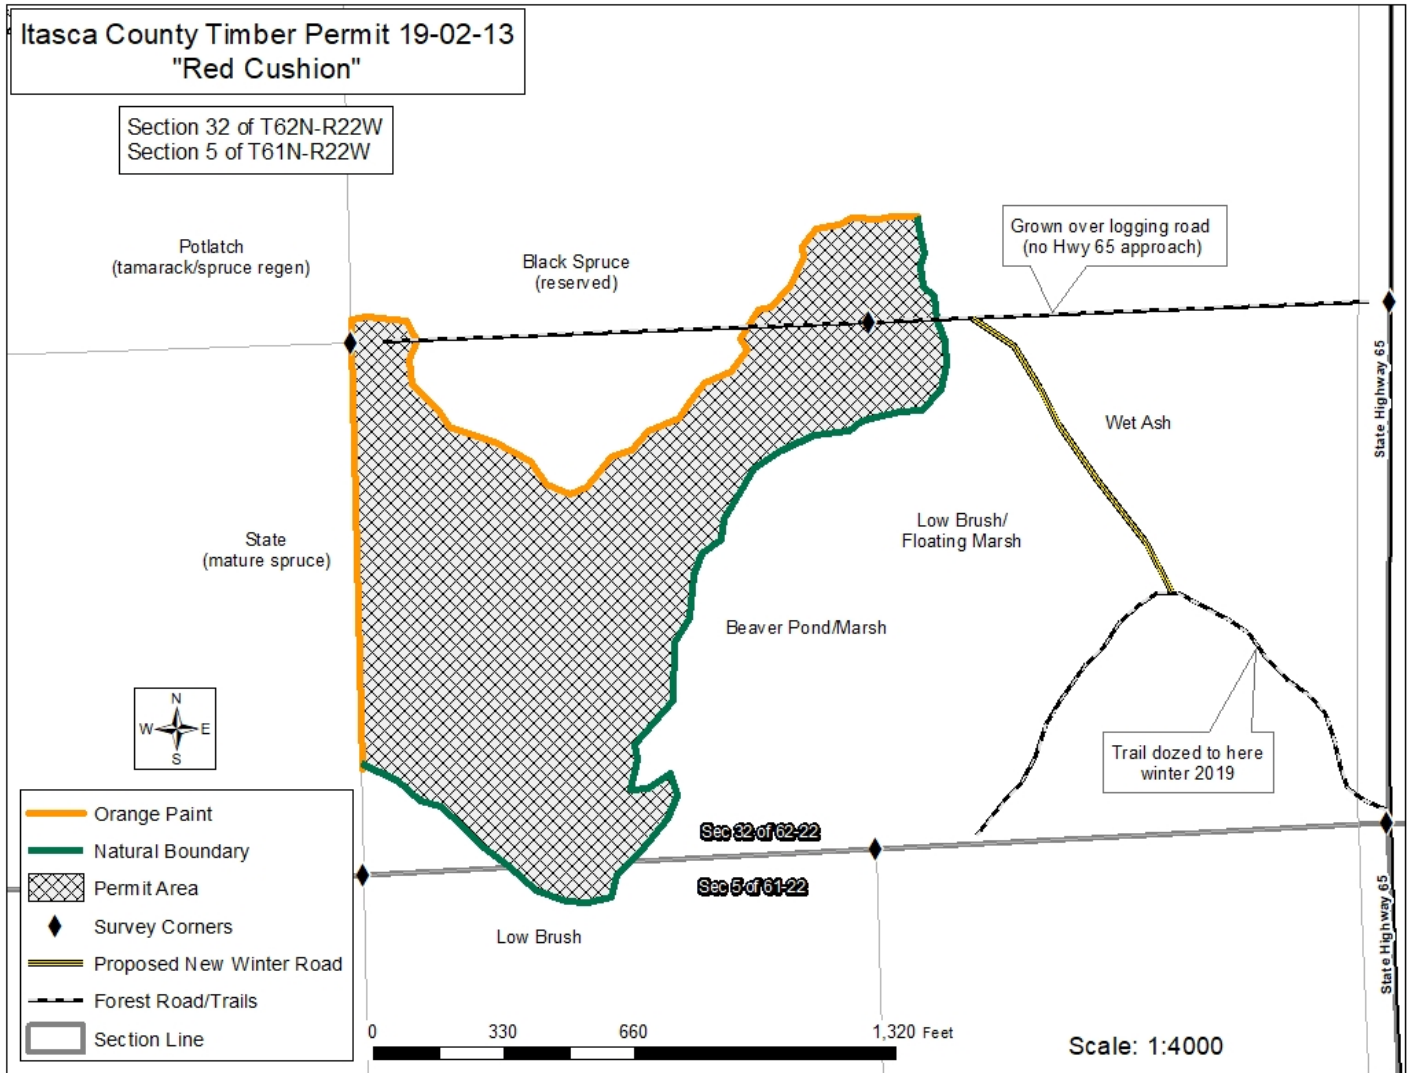 Itasca County Timber Permit 19-02-13
"Red Cushion"
Section 32 of T62N-R22W
Section 5 of T61N-R22W
Grown over logging road
(no Hwy 65 approach)
Potlatch
(tamarack/spruce regen)
Black Spruce
(reserved)
State Highway 65
Wet Ash
State
(mature spruce)
Low Brush/
Floating Marsh
Beaver Pond/Marsh
N
W E
S
Trail dozed to here
winter 2019
Orange Paint
Natural Boundary
Permit Area
Survey Corners
Proposed New Winter Road
Forest Road/Trails
Section Line
Sec 32 of 62-22
Sec 5 of 61-22
State Highway 65
Low Brush
0 330 660 1,320 Feet
Scale: 1:4000